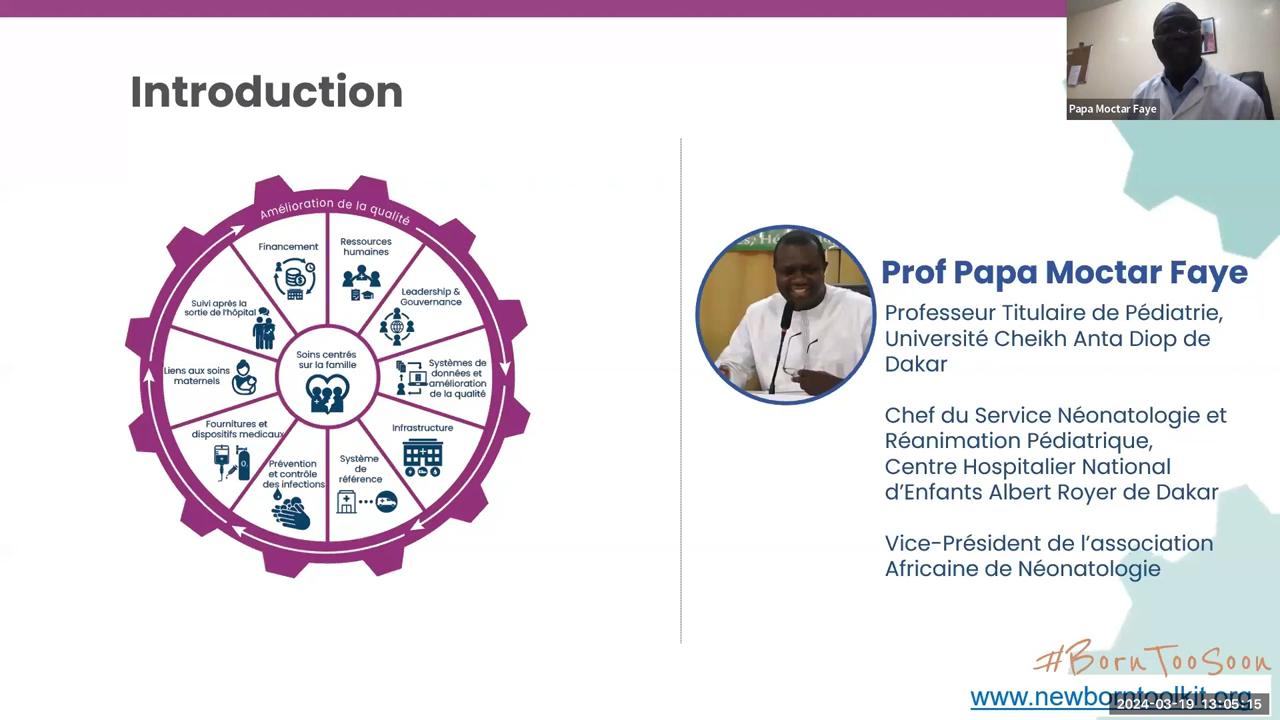 Introduction
Papa Moctar Faye
Amélioration de la qualité
Financement
Ressources
humaines
Leadership &
Gouvernance
Systèmes de
données et
amélioration
de la qualité
Infrastructure
Système
de
référence
Prévention
et contrôle
des infections
Fournitures et
dispositifs medicaux
Liens aux soins
maternels
Suivi après la
sortie de l'hôpital
Soins centrés
sur la famille
Prof Papa Moctar Faye
Professeur Titulaire de Pédiatrie,
Université Cheikh Anta Diop de
Dakar
Chef du Service Néonatologie et
Réanimation Pédiatrique,
Centre Hospitalier National
d'Enfants Albert Royer de Dakar
Vice-Président de l'association
Africaine de Néonatologie
#BornTooSoon
www.newborntoolkit.org
2024-03-19 13:05:15